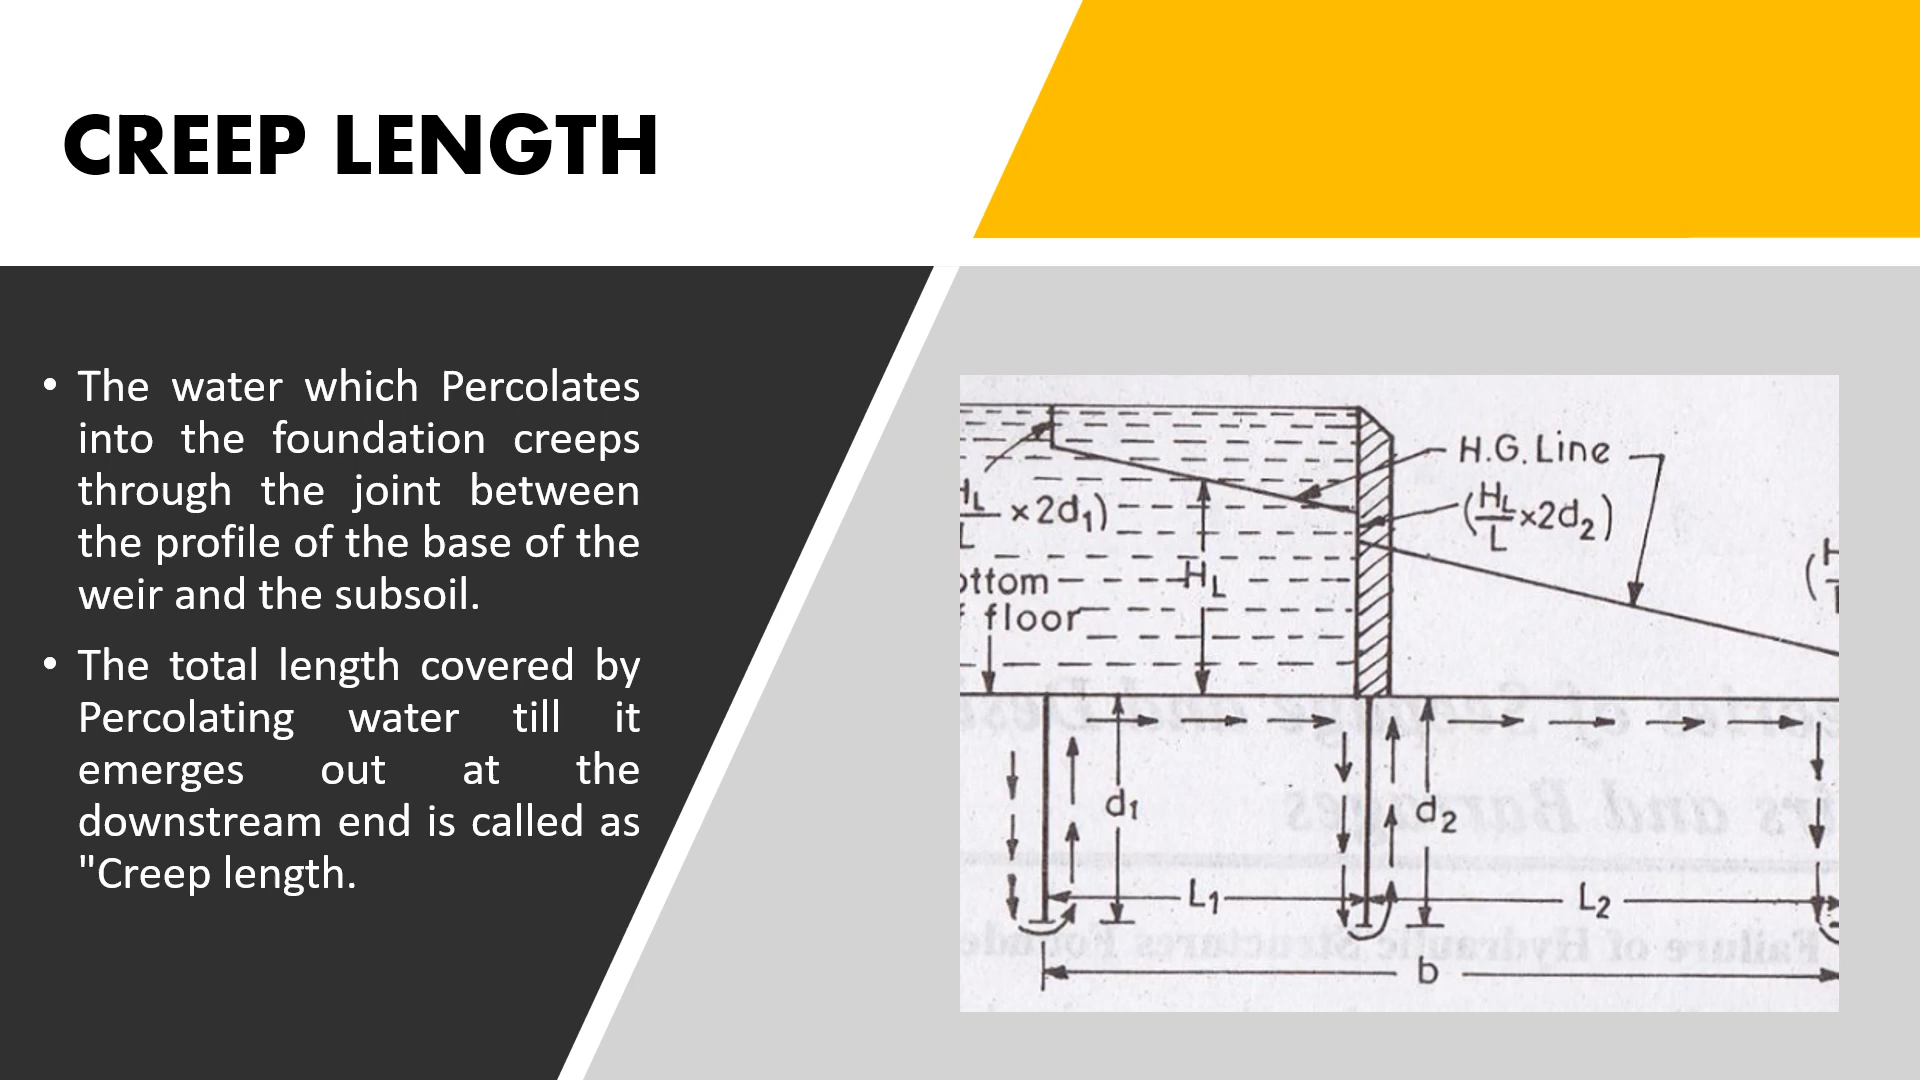 CREEP LENGTH
• The water which Percolates
into the foundation creeps
through the joint between
the profile of the base of the
weir and the subsoil.
• The total length covered by
Percolating water till it
emerges out at the
downstream end is called as
"Creep length.
H.G. Line
× 2d₁)
(H_L/L ×2d₂)
H_L
floor
d₁
d₂
L₁
L₂
b